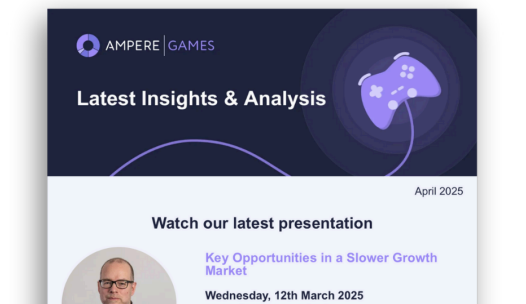 AMPERE GAMES
Latest Insights & Analysis
April 2025
Watch our latest presentation
Key Opportunities in a Slower Growth
Market
Wednesday, 12th March 2025